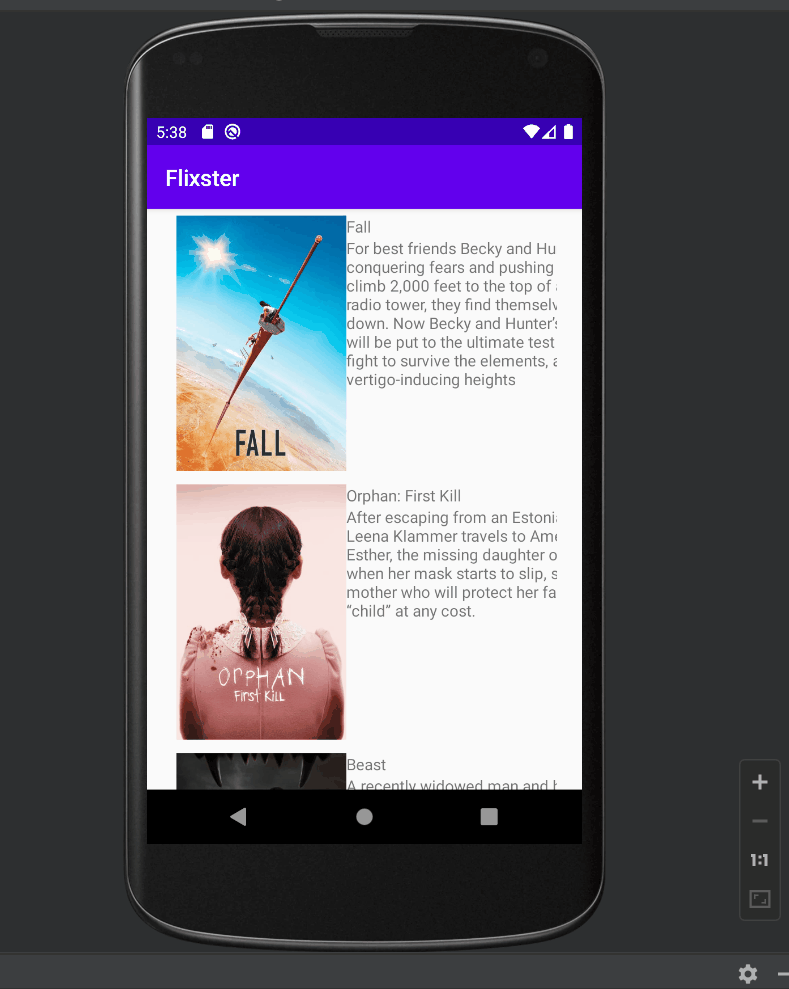 5:38
Flixster
Fall
For best friends Becky and Hu
conquering fears and pushing
climb 2,000 feet to the top of
radio tower, they find themselv
down. Now Becky and Hunter's
will be put to the ultimate test
fight to survive the elements, a
vertigo-inducing heights
FALL
Orphan: First Kill
After escaping from an Estoni
Leena Klammer travels to Ame
Esther, the missing daughter o
when her mask starts to slip, s
mother who will protect her fa
“child” at any cost.
ORPHAN
First Kill
Beast
A recently widowed man and h
1:1